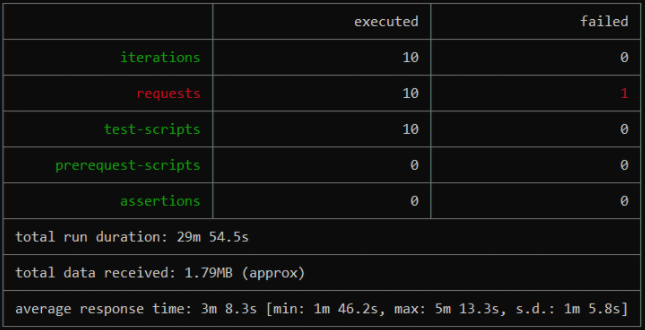 executed failed
iterations 10 0
requests 10 1
test-scripts 10 0
prerequest-scripts 0 0
assertions 0 0
total run duration: 29m 54.5s
total data received: 1.79MB (approx)
average response time: 3m 8.3s [min: 1m 46.2s, max: 5m 13.3s, s.d.: 1m 5.8s]